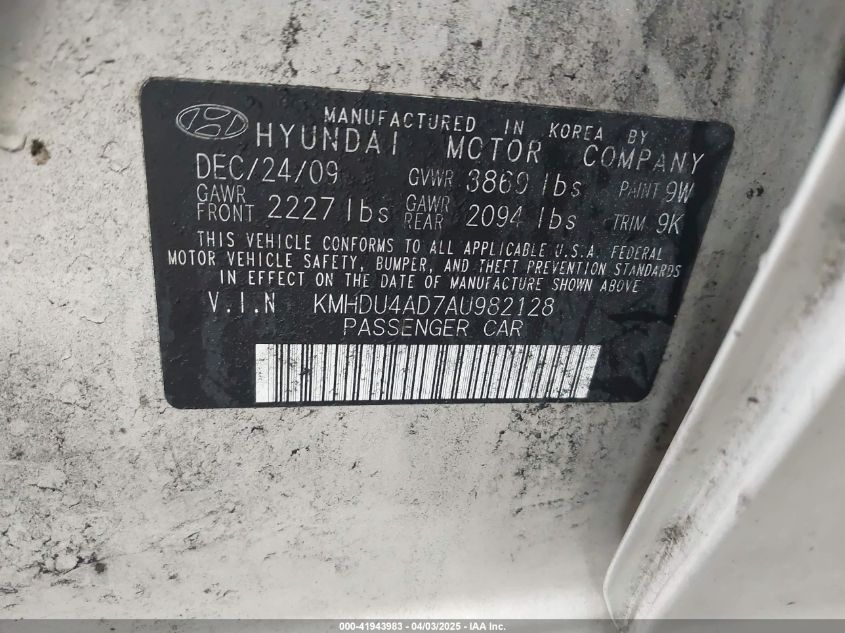 MANUFACTURED IN KOREA BY
HYUNDAI MOTOR COMPANY
DEC/24/09 GVWR 3869 lbs PAINT 9W
GAWR FRONT 2227 lbs GAWR REAR 2094 lbs TRIM 9K
THIS VEHICLE CONFORMS TO ALL APPLICABLE U.S.A. FEDERAL
MOTOR VEHICLE SAFETY, BUMPER, AND THEFT PREVENTION STANDARDS
IN EFFECT ON THE DATE OF MANUFACTURE SHOWN ABOVE
V.I.N KMHDU4AD7AU982128
PASSENGER CAR
000-41943983 - 04/03/2025 - IAA Inc.